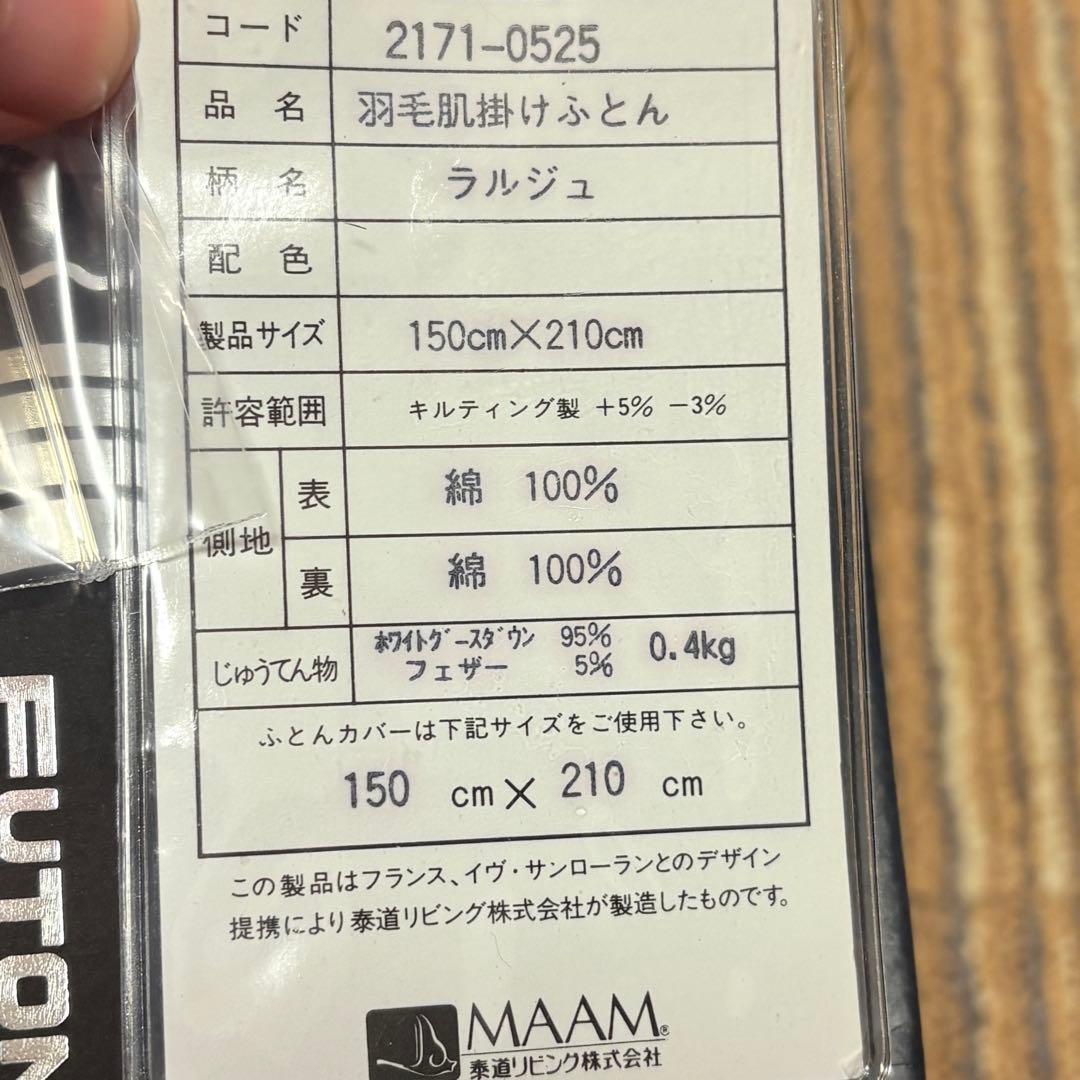 コード 2171-0525
品名 羽毛肌掛けふとん
柄名 ラルジュ
配色
製品サイズ 150cm×210cm
許容範囲 キルティング製 +5% -3%
側地 表 綿 100%
裏 綿 100%
じゅうてん物 ホワイトグースダウン 95% 0.4kg
フェザー 5%
ふとんカバーは下記サイズをご使用下さい。
150 cm × 210 cm
この製品はフランス、イヴ・サンローランとのデザイン
提携により泰道リビング株式会社が製造したものです。
MAAM®
泰道リビング株式会社
FUTON